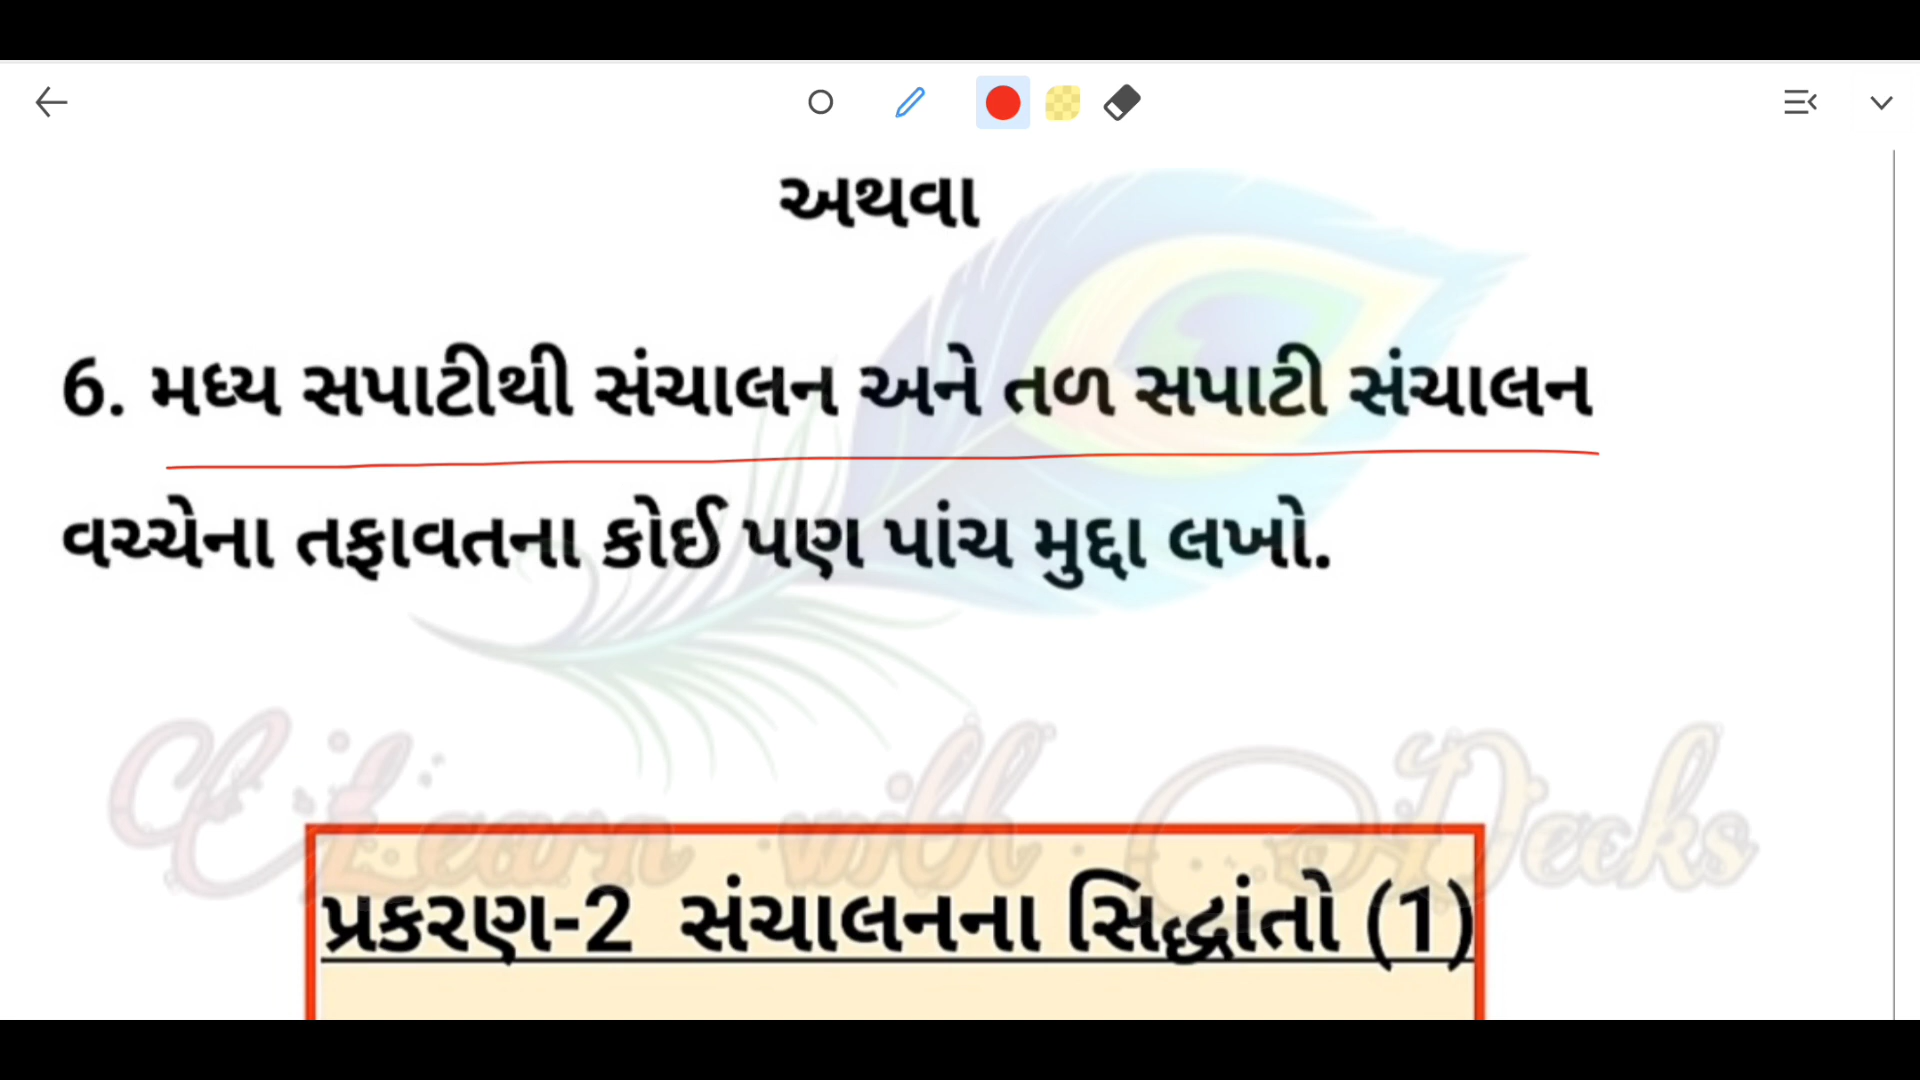 અથવા
6. મધ્ય સપાટીથી સંચાલન અને તળ સપાટી સંચાલન
વચ્ચેના તફાવતના કોઈ પણ પાંચ મુદ્દા લખો.
Learn with Decks
પ્રકરણ-2 સંચાલનના સિદ્ધાંતો (1)